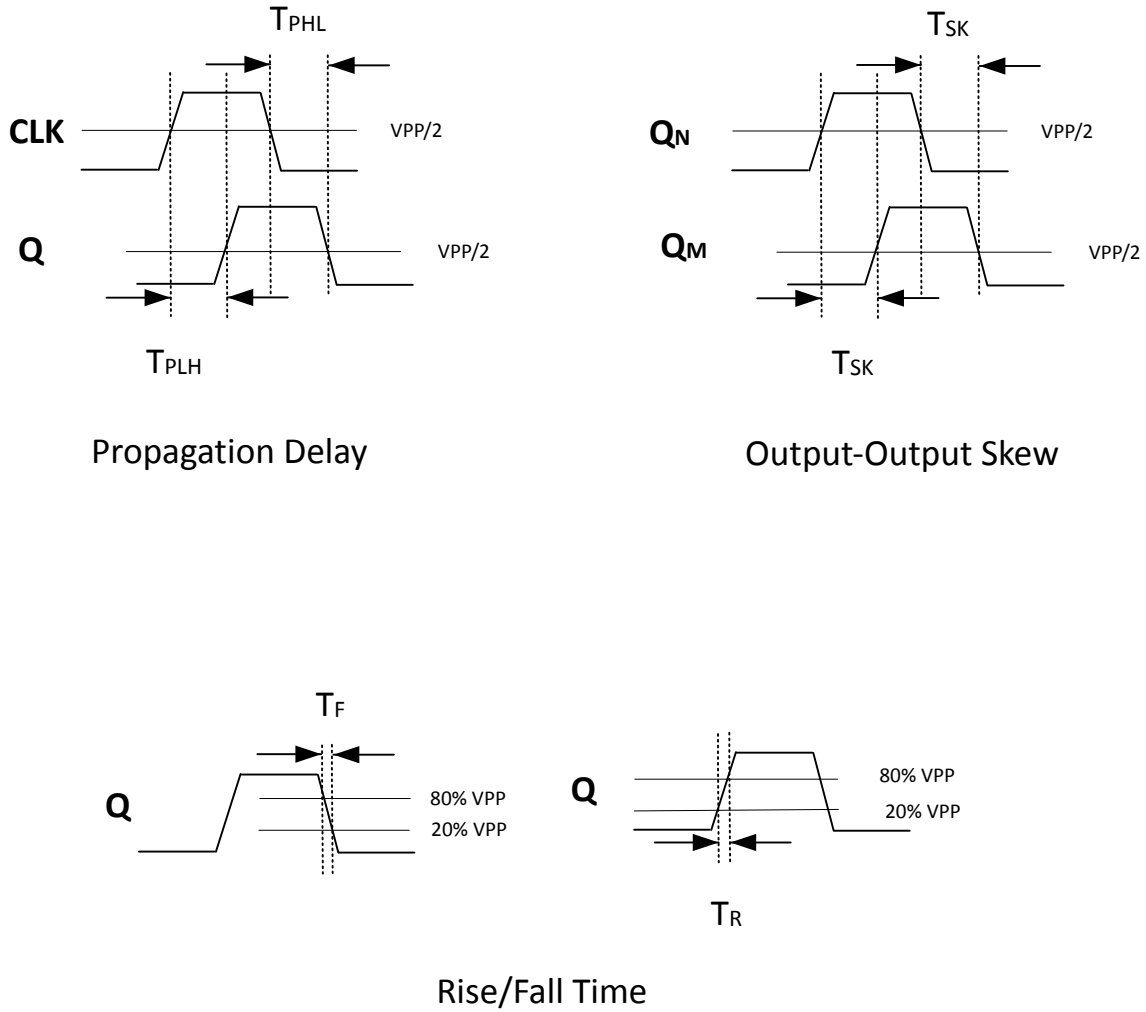 TPHL
CLK
VPP/2
Q
VPP/2
TPLH
Propagation Delay
TSK
QN
VPP/2
QM
VPP/2
TSK
Output-Output Skew
TF
Q
80% VPP
20% VPP
Q
80% VPP
20% VPP
TR
Rise/Fall Time